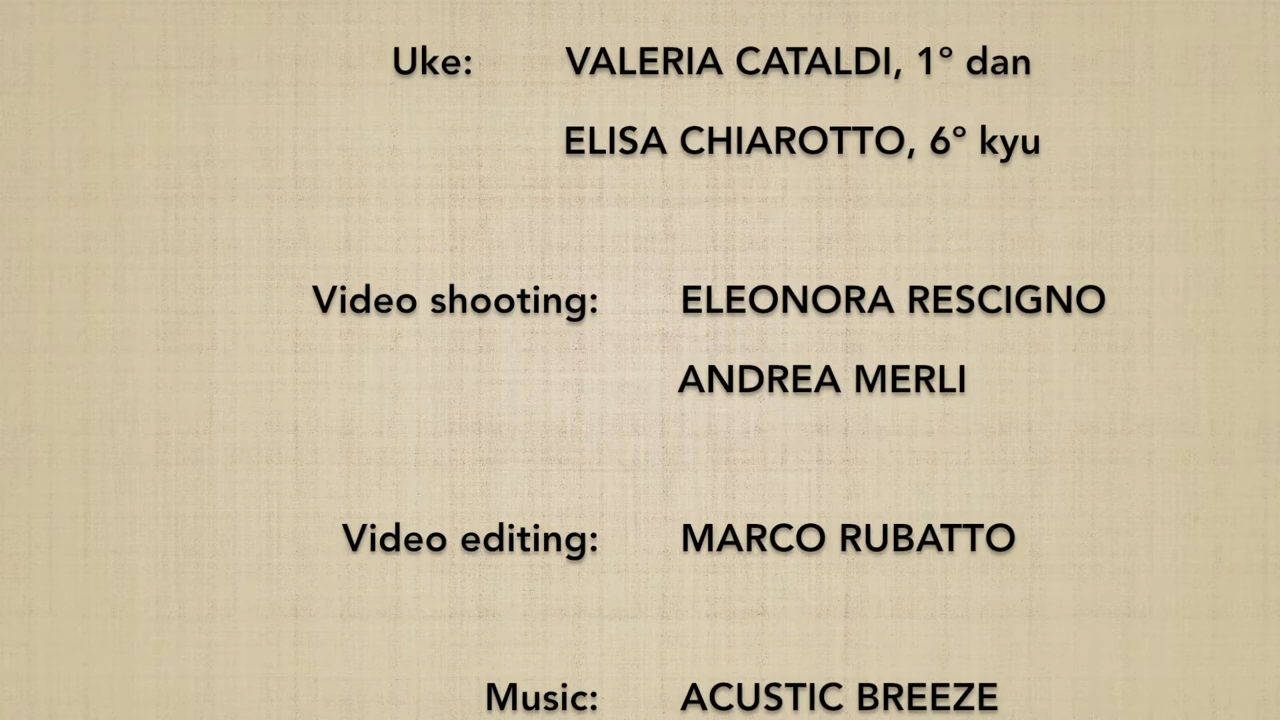 Uke: VALERIA CATALDI, 1° dan
ELISA CHIAROTTO, 6° kyu
Video shooting: ELEONORA RESCIGNO
ANDREA MERLI
Video editing: MARCO RUBATTO
Music: ACUSTIC BREEZE